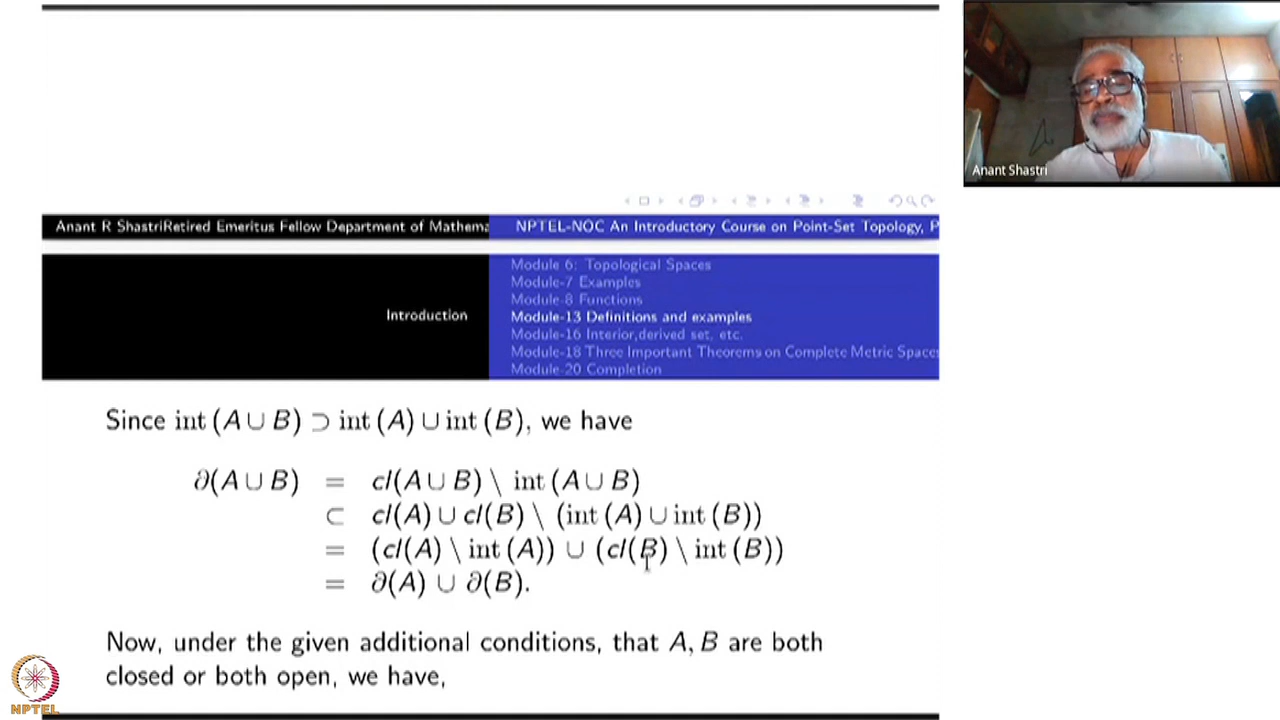 Anant Shastri
Anant R ShastriRetired Emeritus Fellow Department of Mathema
NPTEL-NOC An Introductory Course on Point-Set Topology, P
Introduction
Module 6: Topological Spaces
Module-7 Examples
Module-8 Functions
Module-13 Definitions and examples
Module-16 Interior,derived set, etc.
Module-18 Three Important Theorems on Complete Metric Spaces
Module-20 Completion
Since int (A ∪ B) ⊃ int (A) ∪ int (B), we have
∂(A ∪ B) = cl(A ∪ B) \ int (A ∪ B)
⊂ cl(A) ∪ cl(B) \ (int (A) ∪ int (B))
= (cl(A) \ int (A)) ∪ (cl(B) \ int (B))
= ∂(A) ∪ ∂(B).
Now, under the given additional conditions, that A, B are both
closed or both open, we have,
NPTEL